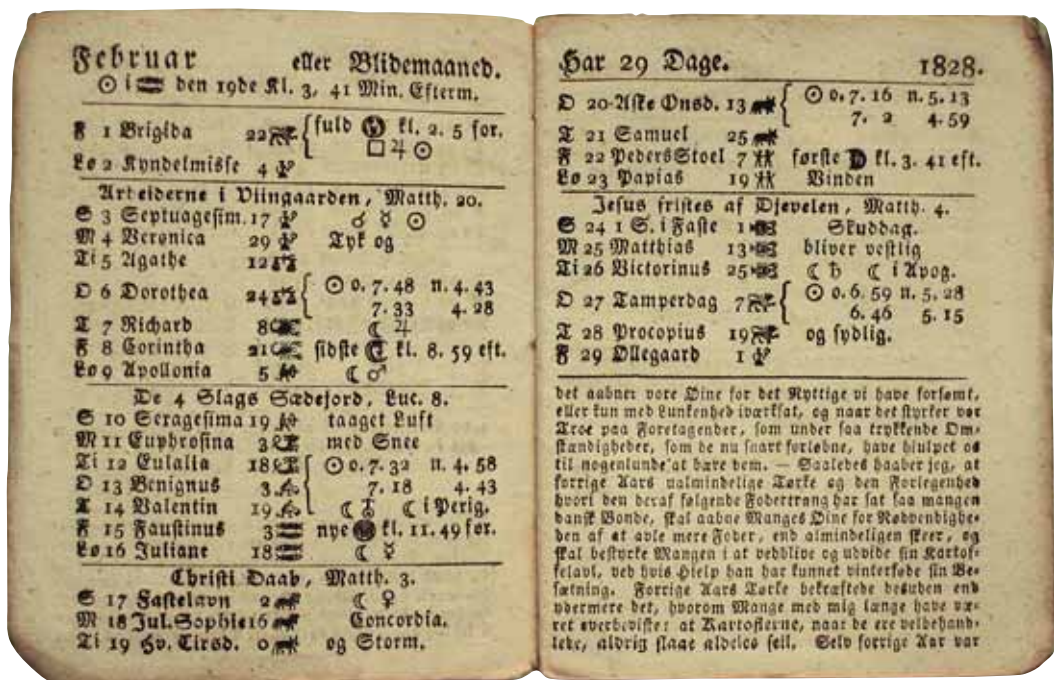 Februar eller Blidemaaned.
☉ i ♓ den 19de Kl. 3, 41 Min. Efterm.
F 1 Brigida 22 fuld kl. 2. 5 for.
□ ♃ ☉
Lø 2 Kyndelmisse 4
Arbeiderne i Viingaarden, Matth. 20.
S 3 Septuagesim. 17 ☌ ☿ ☉
M 4 Veronica 29 Tyk og
Ti 5 Agathe 12
O 6 Dorothea 24 ☉ o. 7. 48 n. 4. 43
7. 33 4. 28
T 7 Richard 8 ☾ ♃
F 8 Corintha 21 sidste kl. 8. 59 eft.
Lø 9 Apollonia 5 ☾ ♂
De 4 Slags Sædejord, Luc. 8.
S 10 Sexagesima 19 taaget Luft
M 11 Euphrosina 3 med Snee
Ti 12 Eulalia 18 ☉ o. 7. 32 n. 4. 58
O 13 Benignus 3 7. 18 4. 43
T 14 Valentin 19 ☾ ⛢ ☾ i Perig.
F 15 Faustinus 3 nye kl. 11. 49 for.
Lø 16 Juliane 18 ☾ ☿
Christi Daab, Matth. 3.
S 17 Fastelavn 2 ☾ ♀
M 18 Jul. Sophie 16 Concordia.
Ti 19 Hv. Tirsd. 0 og Storm.
Har 29 Dage. 1828.
O 20 Aske Onsd. 13 ☉ o. 7. 16 n. 5. 13
7. 2 4. 59
T 21 Samuel 25
F 22 Peders Stoel 7 første kl. 3. 41 eft.
Lø 23 Papias 19 Vinden
Jesus fristes af Djevelen, Matth. 4.
S 24 1 S. i Faste 1 Skuddag.
M 25 Matthias 13 bliver vestlig
Ti 26 Victorinus 25 ☾ ♄ ☾ i Apog.
O 27 Tamperdag 7 ☉ o. 6. 59 n. 5. 28
6. 46 5. 15
T 28 Procopius 19 og sydlig.
F 29 Ollegaard 1
det aabner vore Øine for det Nyttige vi have forsømt,
eller kun med Lunkenhed iværksat, og naar det styrker vor
Troe paa Foretagender, som under saa trykkende Om-
stændigheder, som de nu snart forløbne, have hjulpet os
til nogenlunde at bære dem. — Saaledes haaber jeg, at
forrige Aars ualmindelige Tørke og den Forlegenhed
hvori den deraf følgende Fodertrang har sat saa mangen
dansk Bonde, skal aabne Manges Øine for Nødvendighe-
den af at avle mere Foder, end almindeligen skeer, og
skal bestyrke Mangen i at vedblive og udvide sin Kartof-
felavl, ved hvis Hielp han har kunnet vinterføde sin Be-
sætning. Forrige Aars Tørke bekræftede desuden end
ydermere det, hvorom Mange med mig længe have væ-
ret overbeviste: at Kartoflerne, naar de ere velbehand-
lede, aldrig slaae aldeles feil. Selv forrige Aar var